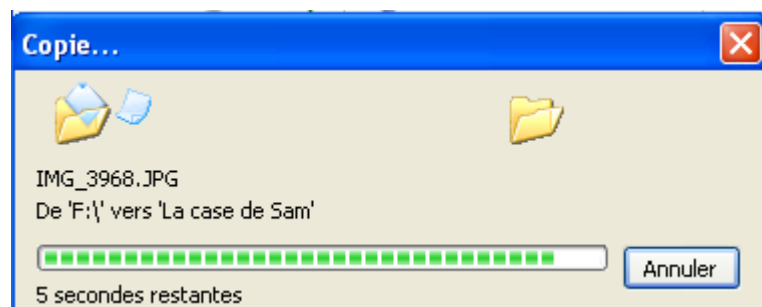 Copie...
IMG_3968.JPG
De 'F:\' vers 'La case de Sam'
Annuler
5 secondes restantes